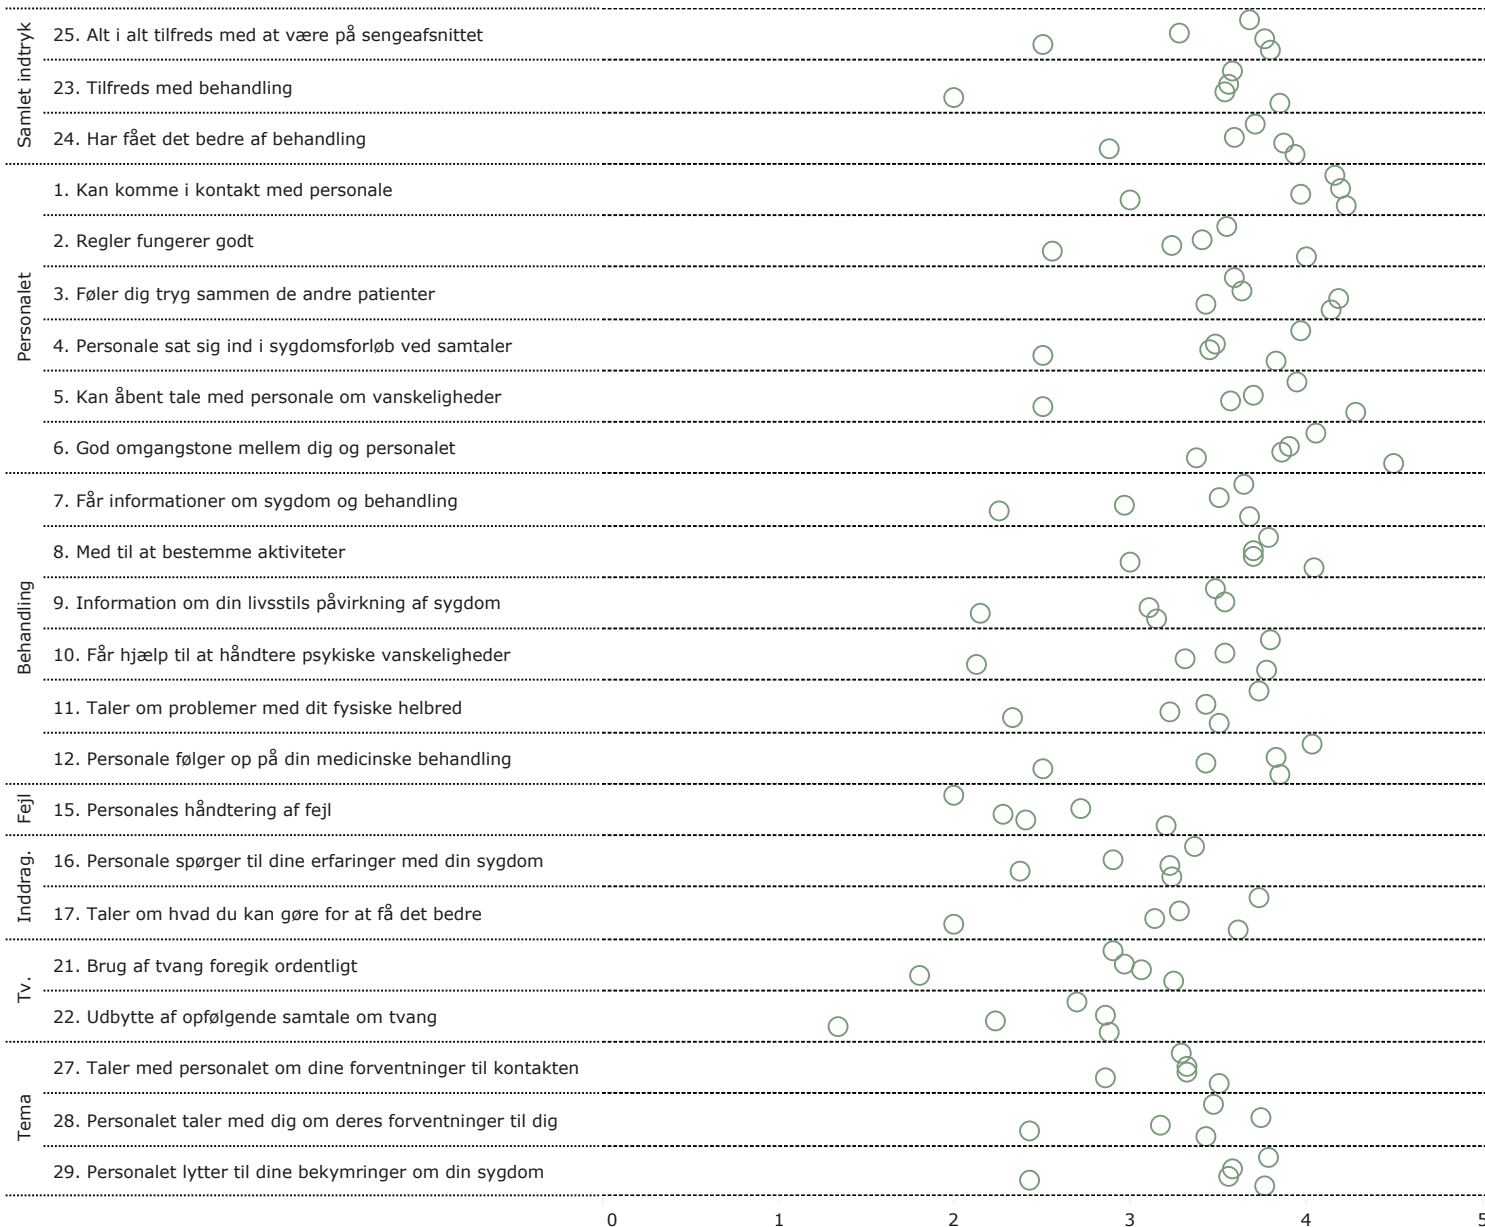 Samlet indtryk
25. Alt i alt tilfreds med at være på sengeafsnittet
23. Tilfreds med behandling
24. Har fået det bedre af behandling
Personalet
1. Kan komme i kontakt med personale
2. Regler fungerer godt
3. Føler dig tryg sammen de andre patienter
4. Personale sat sig ind i sygdomsforløb ved samtaler
5. Kan åbent tale med personale om vanskeligheder
6. God omgangstone mellem dig og personalet
Behandling
7. Får informationer om sygdom og behandling
8. Med til at bestemme aktiviteter
9. Information om din livsstils påvirkning af sygdom
10. Får hjælp til at håndtere psykiske vanskeligheder
11. Taler om problemer med dit fysiske helbred
12. Personale følger op på din medicinske behandling
Fejl
15. Personales håndtering af fejl
Inddrag.
16. Personale spørger til dine erfaringer med din sygdom
17. Taler om hvad du kan gøre for at få det bedre
Tv.
21. Brug af tvang foregik ordentligt
22. Udbytte af opfølgende samtale om tvang
Tema
27. Taler med personalet om dine forventninger til kontakten
28. Personalet taler med dig om deres forventninger til dig
29. Personalet lytter til dine bekymringer om din sygdom
0 1 2 3 4 5